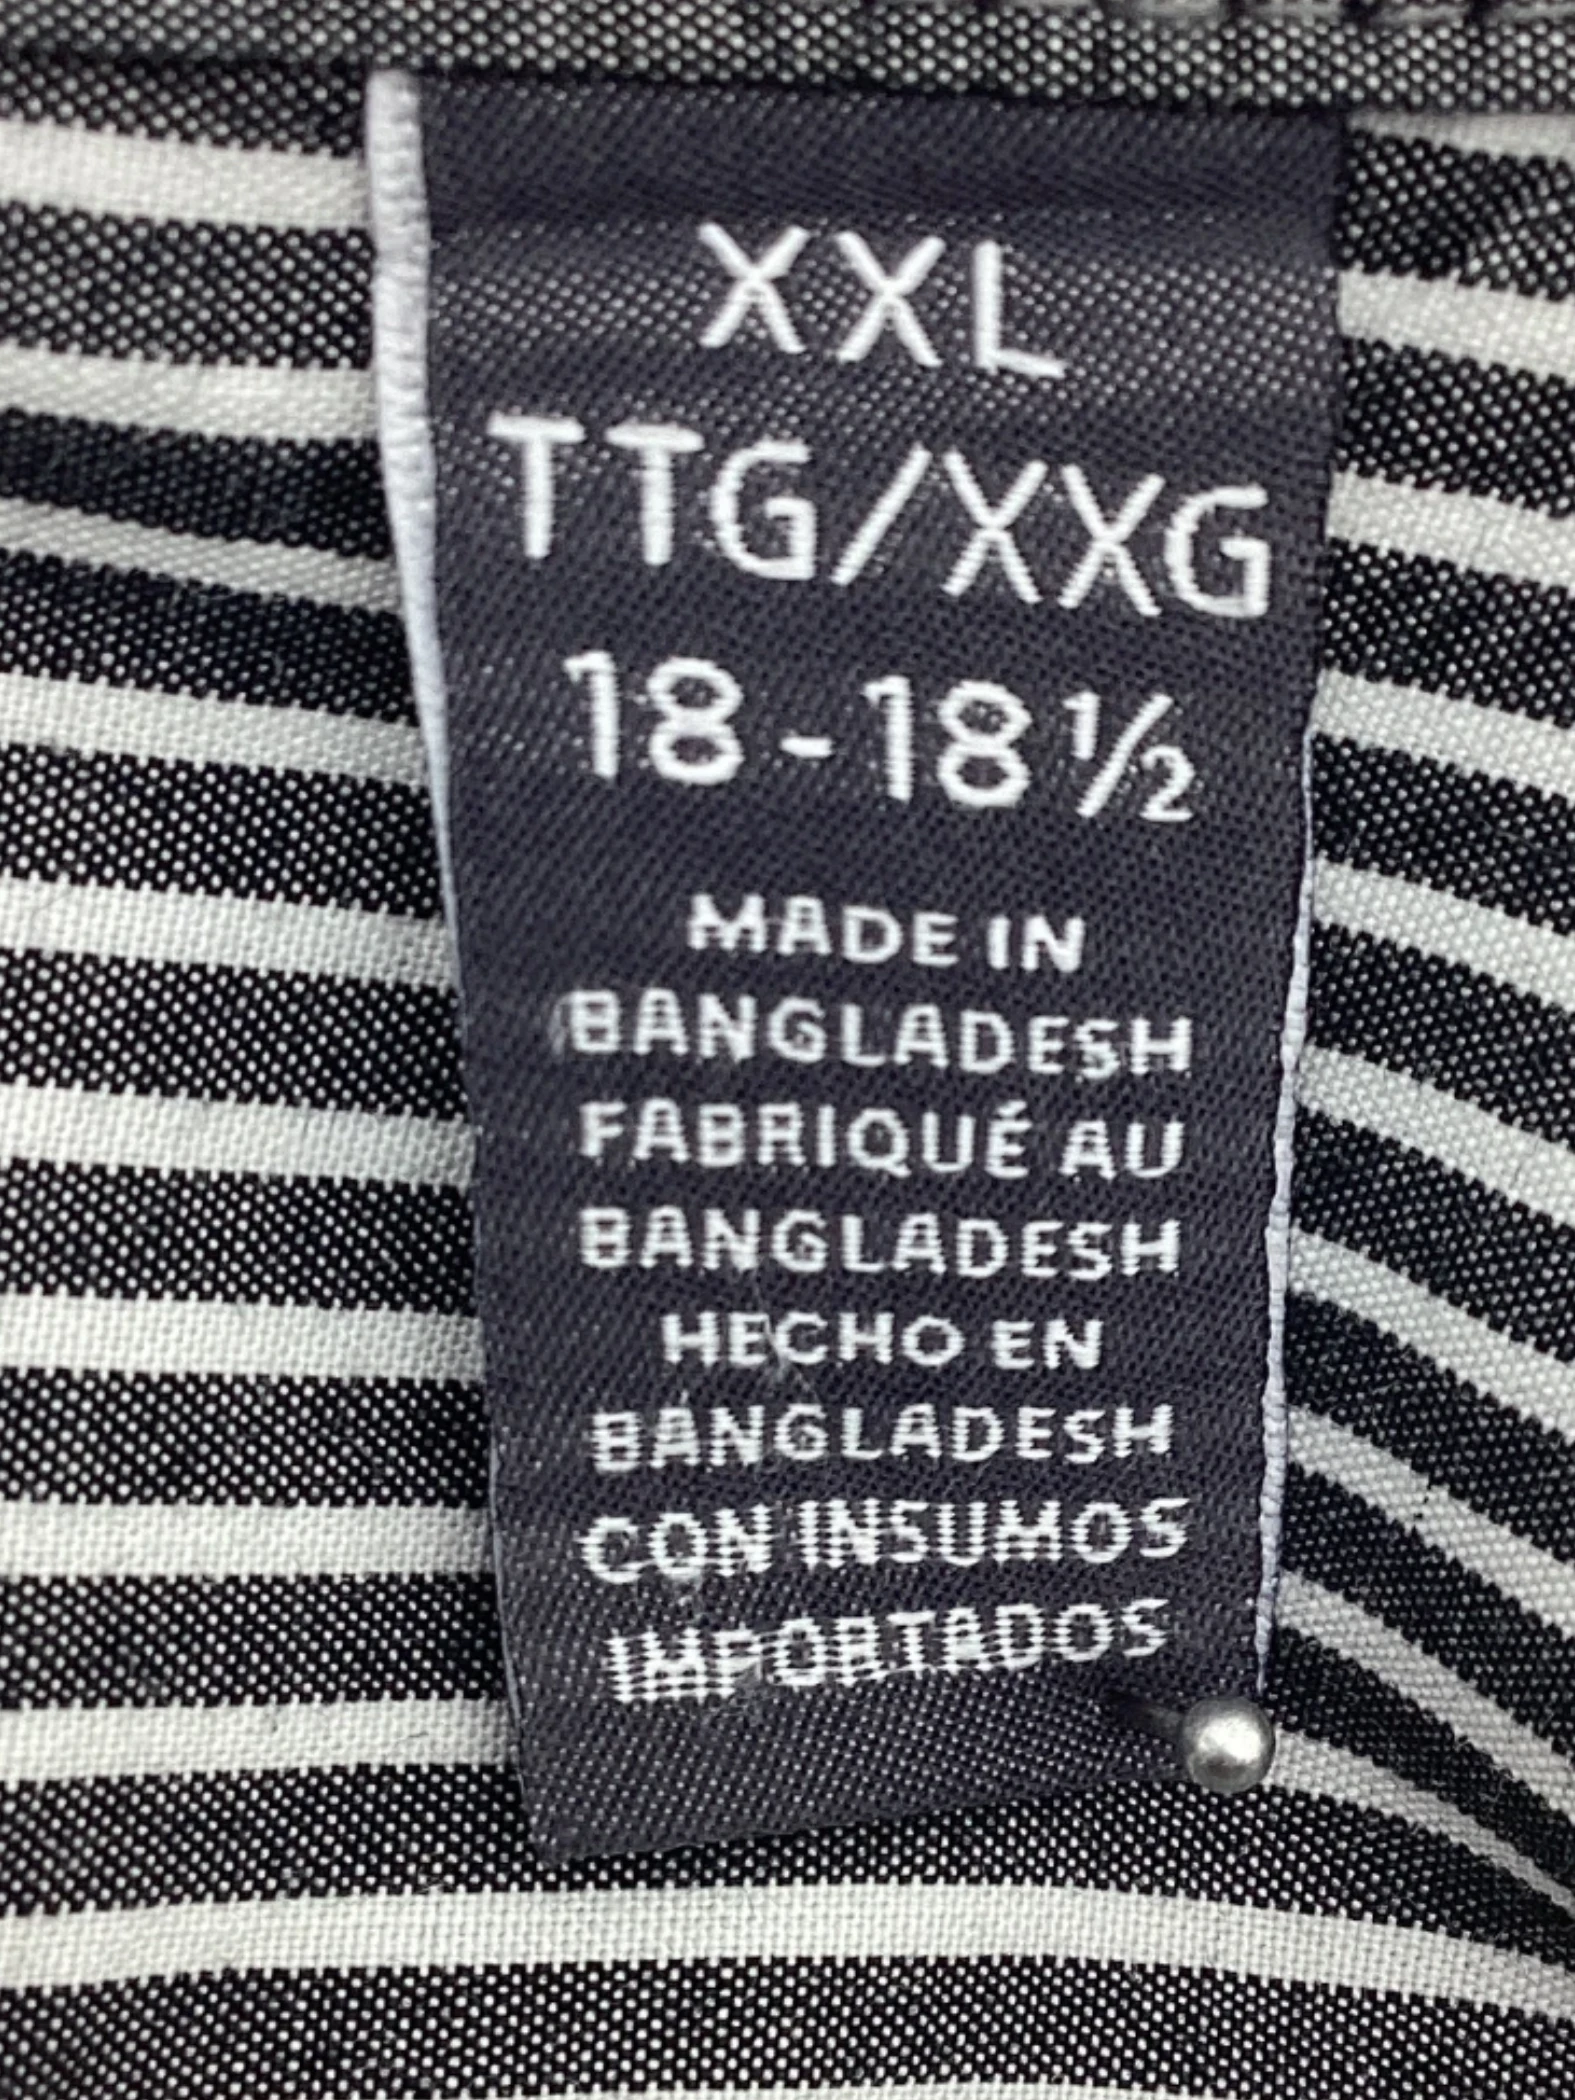 XXL
TTG/XXG
18-18½
MADE IN
BANGLADESH
FABRIQUÉ AU
BANGLADESH
HECHO EN
BANGLADESH
CON INSUMOS
IMPORTADOS